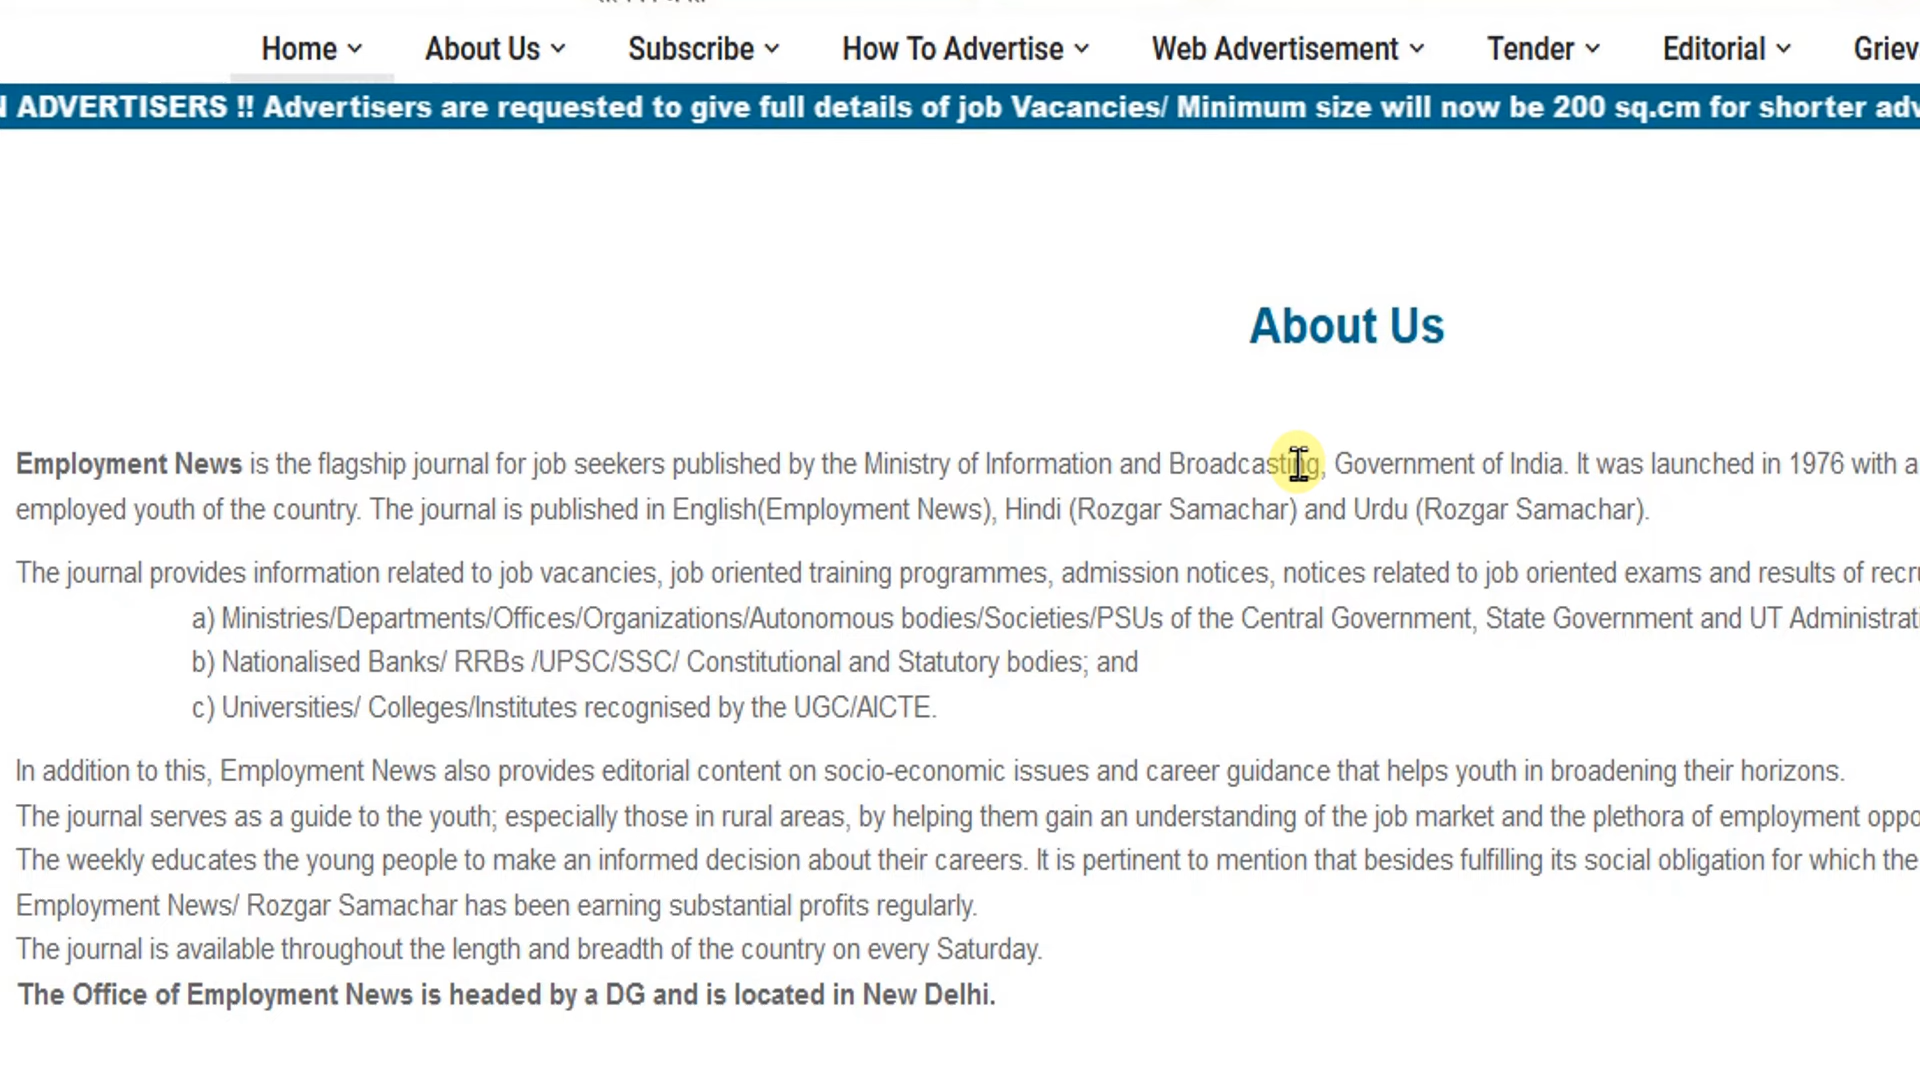 Home About Us Subscribe How To Advertise Web Advertisement Tender Editorial Griev
N ADVERTISERS !! Advertisers are requested to give full details of job Vacancies/ Minimum size will now be 200 sq.cm for shorter adv
About Us
Employment News is the flagship journal for job seekers published by the Ministry of Information and Broadcasting, Government of India. It was launched in 1976 with a
employed youth of the country. The journal is published in English(Employment News), Hindi (Rozgar Samachar) and Urdu (Rozgar Samachar).
The journal provides information related to job vacancies, job oriented training programmes, admission notices, notices related to job oriented exams and results of recru
a) Ministries/Departments/Offices/Organizations/Autonomous bodies/Societies/PSUs of the Central Government, State Government and UT Administrati
b) Nationalised Banks/ RRBs /UPSC/SSC/ Constitutional and Statutory bodies; and
c) Universities/ Colleges/Institutes recognised by the UGC/AICTE.
In addition to this, Employment News also provides editorial content on socio-economic issues and career guidance that helps youth in broadening their horizons.
The journal serves as a guide to the youth; especially those in rural areas, by helping them gain an understanding of the job market and the plethora of employment oppo
The weekly educates the young people to make an informed decision about their careers. It is pertinent to mention that besides fulfilling its social obligation for which the
Employment News/ Rozgar Samachar has been earning substantial profits regularly.
The journal is available throughout the length and breadth of the country on every Saturday.
The Office of Employment News is headed by a DG and is located in New Delhi.